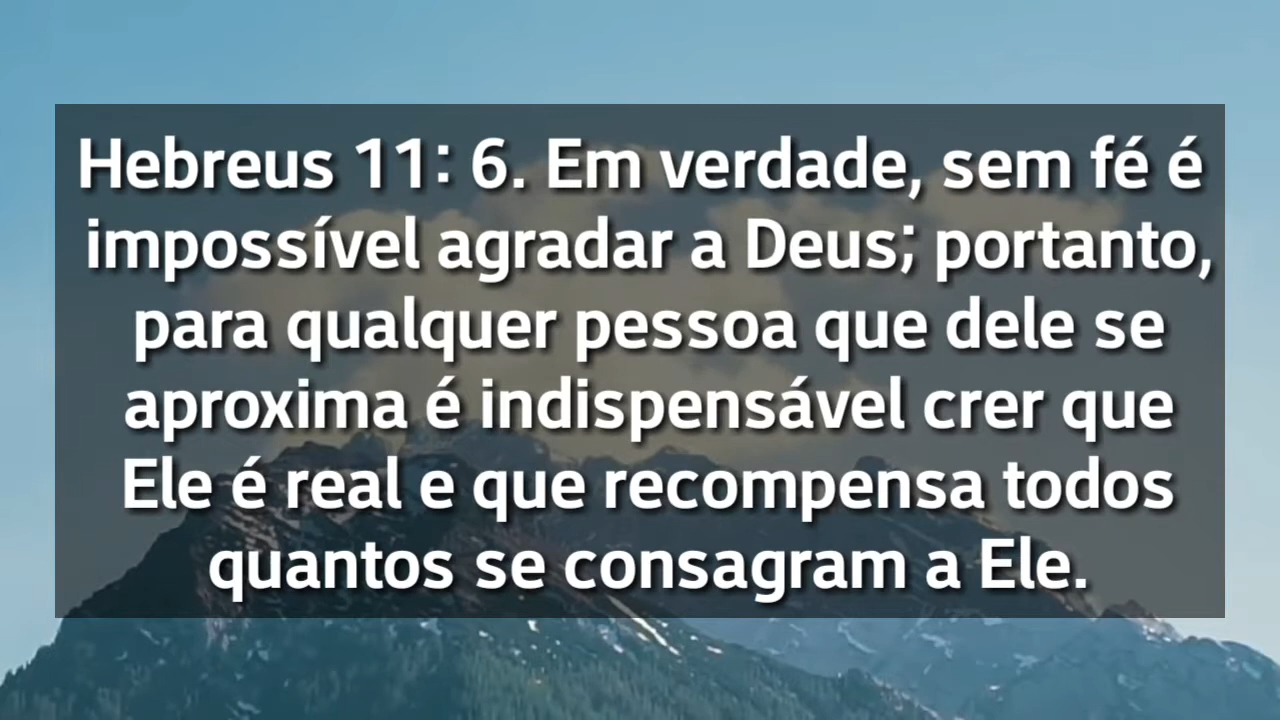 Hebreus 11: 6. Em verdade, sem fé é
impossível agradar a Deus; portanto,
para qualquer pessoa que dele se
aproxima é indispensável crer que
Ele é real e que recompensa todos
quantos se consagram a Ele.